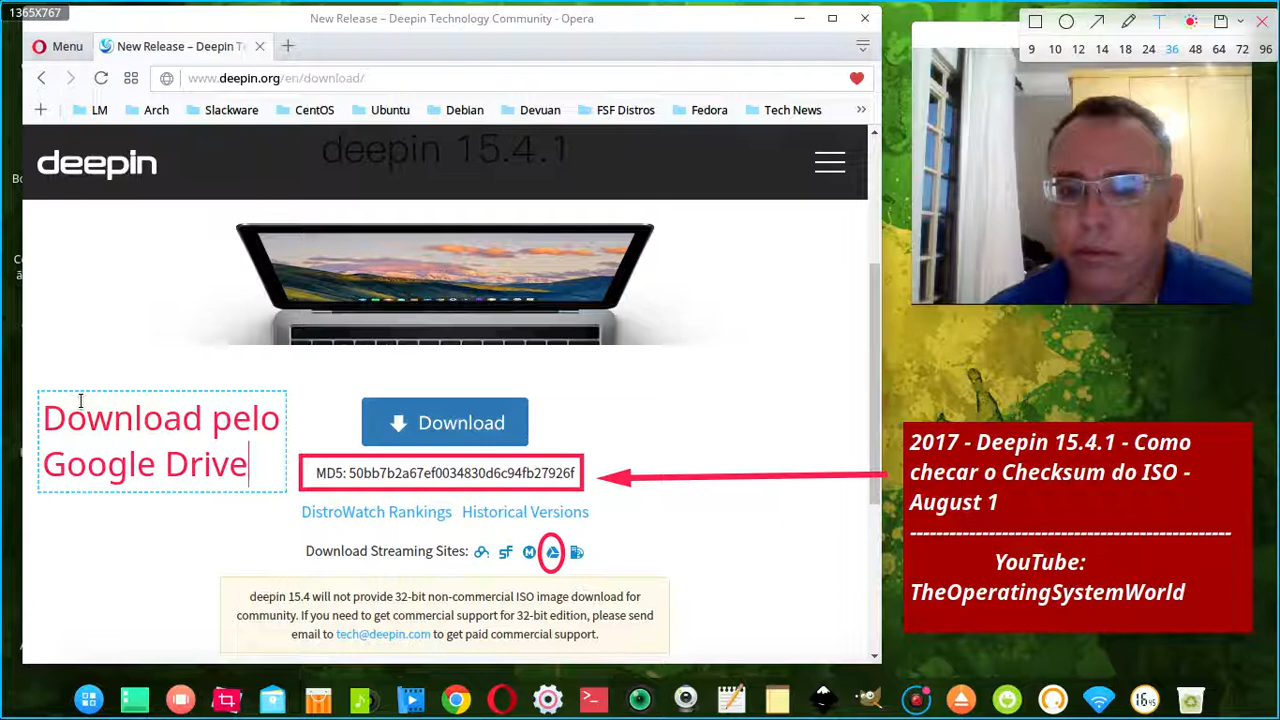 1365X767
New Release – Deepin Technology Community - Opera
Menu
New Release – Deepin T
www.deepin.org/en/download/
9 10 12 14 18 24 36 48 64 72 96
LM Arch Slackware CentOS Ubuntu Debian Devuan FSF Distros Fedora Tech News
deepin
deepin 15.4.1
Download pelo
Google Drive
Download
MD5: 50bb7b2a67ef0034830d6c94fb27926f
DistroWatch Rankings Historical Versions
Download Streaming Sites:
deepin 15.4 will not provide 32-bit non-commercial ISO image download for
community. If you need to get commercial support for 32-bit edition, please send
email to tech@deepin.com to get paid commercial support.
2017 - Deepin 15.4.1 - Como
checar o Checksum do ISO -
August 1
-----------------------------------------------
YouTube:
TheOperatingSystemWorld
16 45